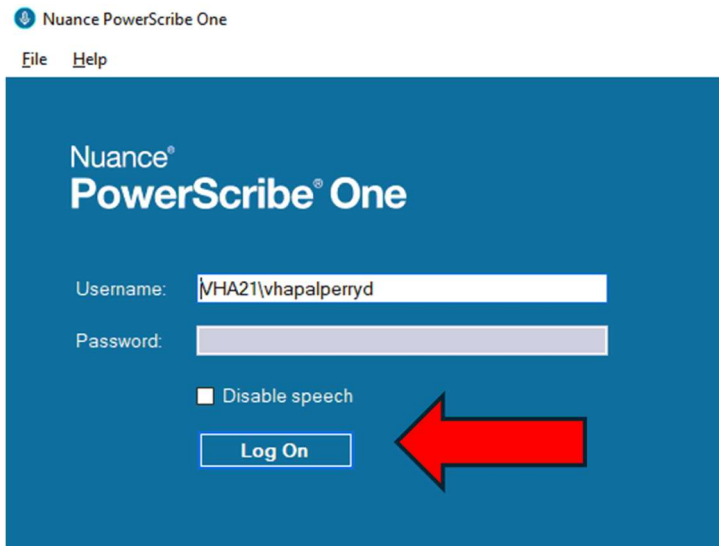 Nuance PowerScribe One
File Help
Nuance®
PowerScribe® One
Username: VHA21\vhapalperryd
Password:
Disable speech
Log On